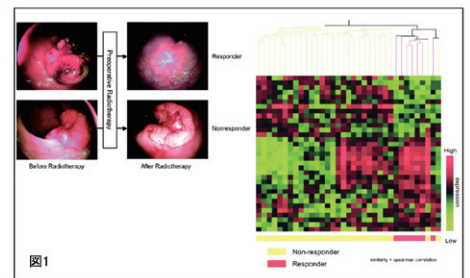 Preoperative Radiotherapy
Responder
Nonresponder
Before Radiotherapy
After Radiotherapy
High
expression
Low
Non-responder
Responder
similarity = spearman correlation
図1